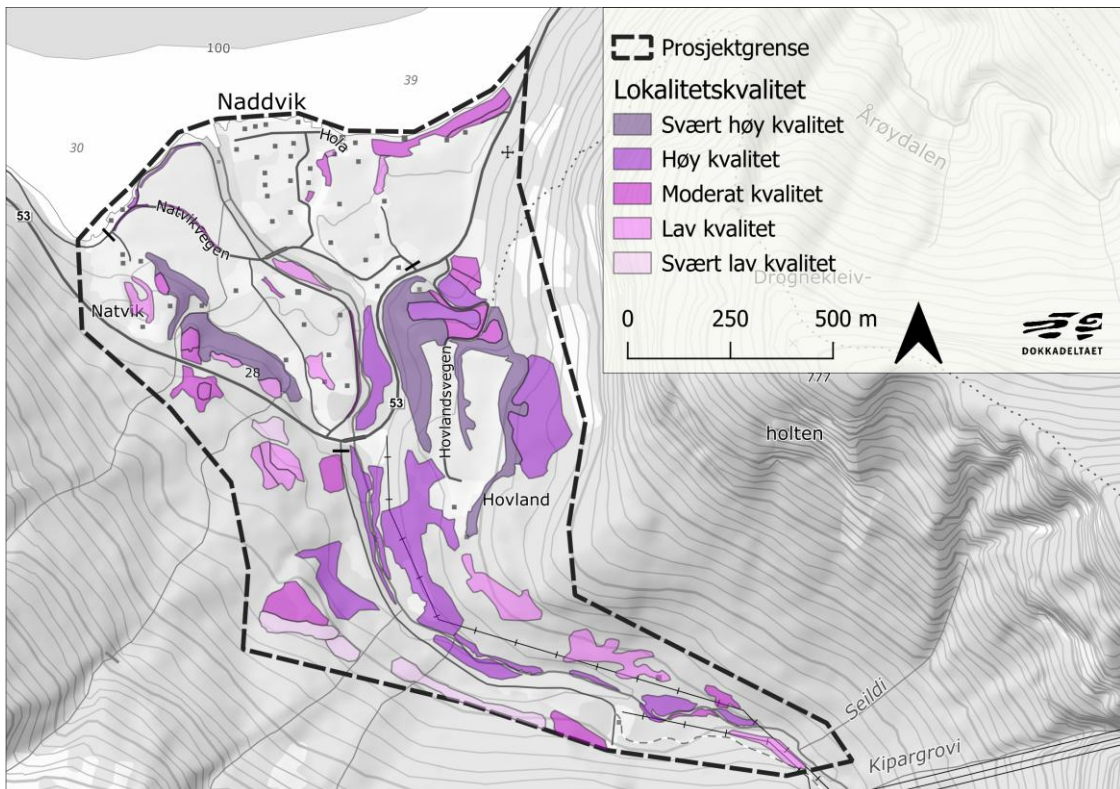 100
39
30
Naddvik
Hola
Natvikvegen
53
Natvik
28
53
Hovlandsvegen
Hovland
Prosjektgrense
Lokalitetskvalitet
Svært høy kvalitet
Høy kvalitet
Moderat kvalitet
Lav kvalitet
Svært lav kvalitet
0 250 500 m
DOKKADELTAET
Årøydalen
Drognekleiv-
777
holten
Seildi
Kipargrovi